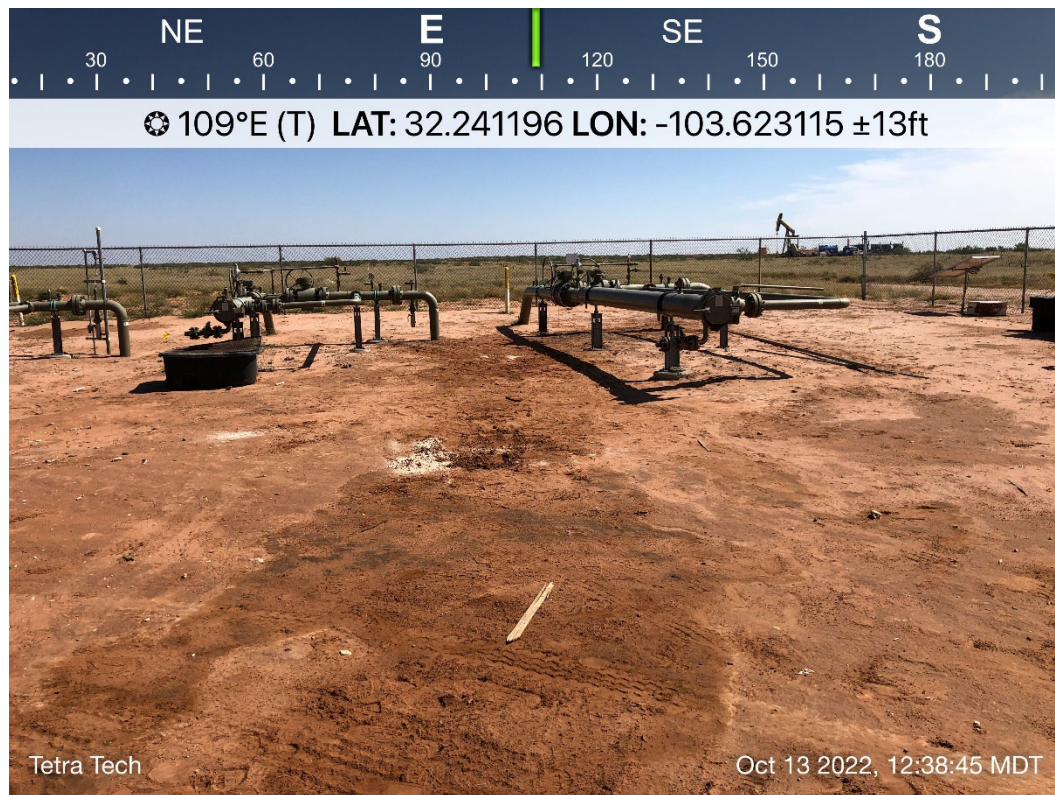 NE E SE S
30 60 90 120 150 180
109°E (T) LAT: 32.241196 LON: -103.623115 ±13ft
Tetra Tech
Oct 13 2022, 12:38:45 MDT